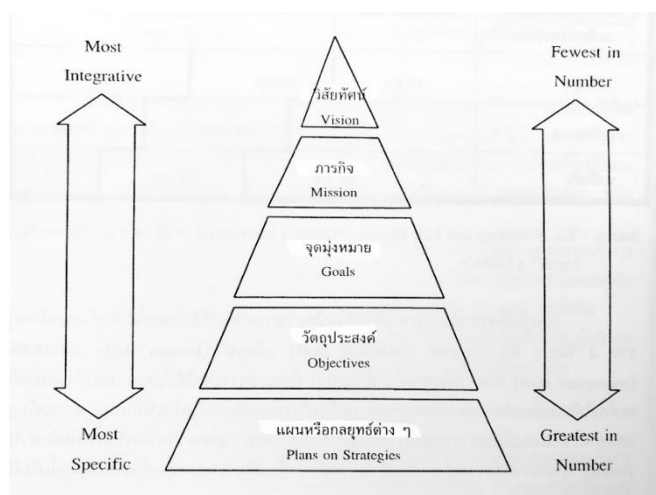 Most
Integrative
Fewest in
Number
วิสัยทัศน์
Vision
ภารกิจ
Mission
จุดมุ่งหมาย
Goals
วัตถุประสงค์
Objectives
แผนหรือกลยุทธ์ต่าง ๆ
Plans on Strategies
Most
Specific
Greatest in
Number